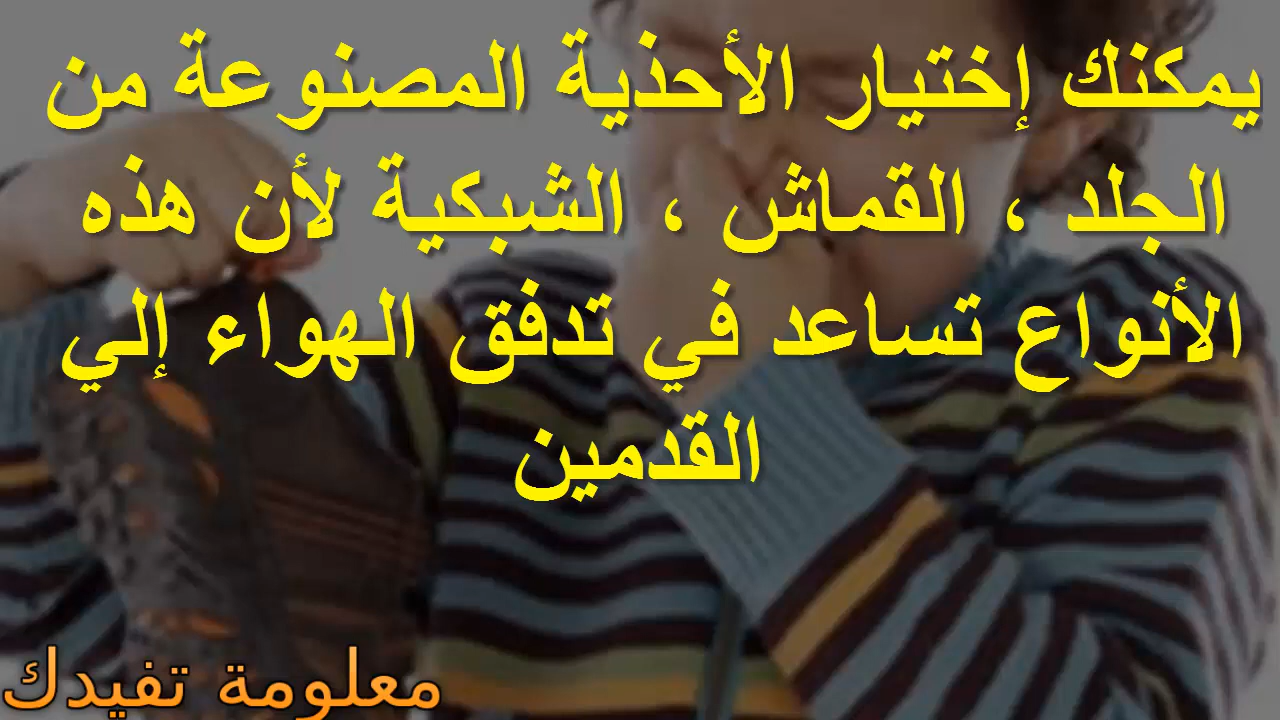 يمكنك إختيار الأحذية المصنوعة من
الجلد ، القماش ، الشبكية لأن هذه
الأنواع تساعد في تدفق الهواء إلي
القدمين
معلومة تفيدك